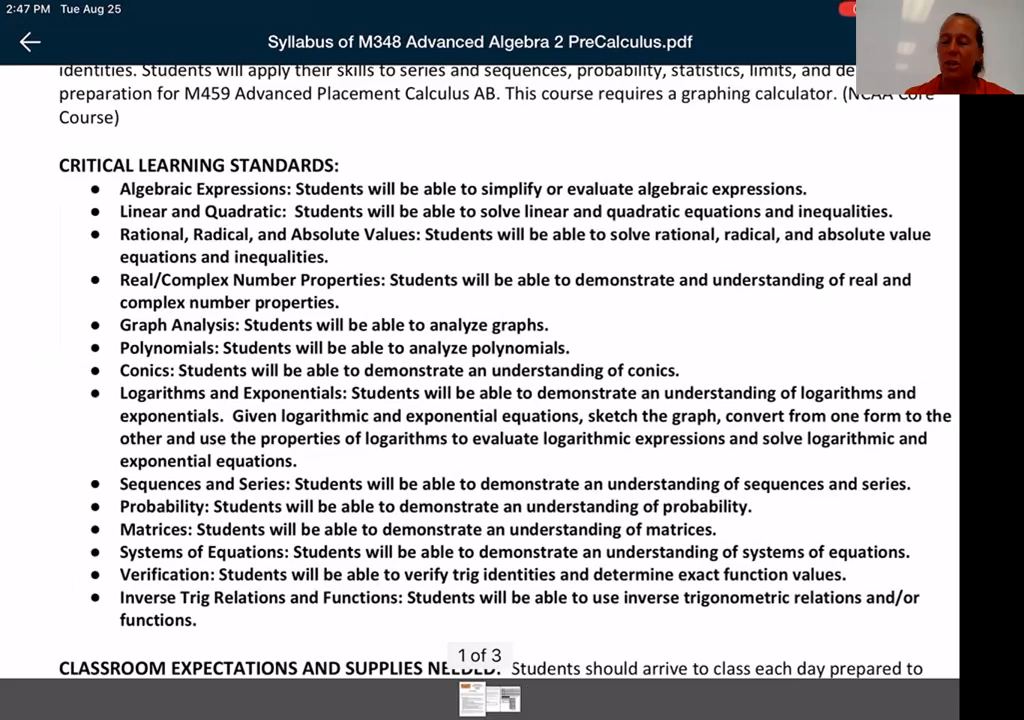 2:47 PM Tue Aug 25
Syllabus of M348 Advanced Algebra 2 PreCalculus.pdf
identities. Students will apply their skills to series and sequences, probability, statistics, limits, and
preparation for M459 Advanced Placement Calculus AB. This course requires a graphing calculator. (NCAA Core
Course)
CRITICAL LEARNING STANDARDS:
● Algebraic Expressions: Students will be able to simplify or evaluate algebraic expressions.
● Linear and Quadratic: Students will be able to solve linear and quadratic equations and inequalities.
● Rational, Radical, and Absolute Values: Students will be able to solve rational, radical, and absolute value
equations and inequalities.
● Real/Complex Number Properties: Students will be able to demonstrate and understanding of real and
complex number properties.
● Graph Analysis: Students will be able to analyze graphs.
● Polynomials: Students will be able to analyze polynomials.
● Conics: Students will be able to demonstrate an understanding of conics.
● Logarithms and Exponentials: Students will be able to demonstrate an understanding of logarithms and
exponentials. Given logarithmic and exponential equations, sketch the graph, convert from one form to the
other and use the properties of logarithms to evaluate logarithmic expressions and solve logarithmic and
exponential equations.
● Sequences and Series: Students will be able to demonstrate an understanding of sequences and series.
● Probability: Students will be able to demonstrate an understanding of probability.
● Matrices: Students will be able to demonstrate an understanding of matrices.
● Systems of Equations: Students will be able to demonstrate an understanding of systems of equations.
● Verification: Students will be able to verify trig identities and determine exact function values.
● Inverse Trig Relations and Functions: Students will be able to use inverse trigonometric relations and/or
functions.
1 of 3
CLASSROOM EXPECTATIONS AND SUPPLIES NEEDED: Students should arrive to class each day prepared to